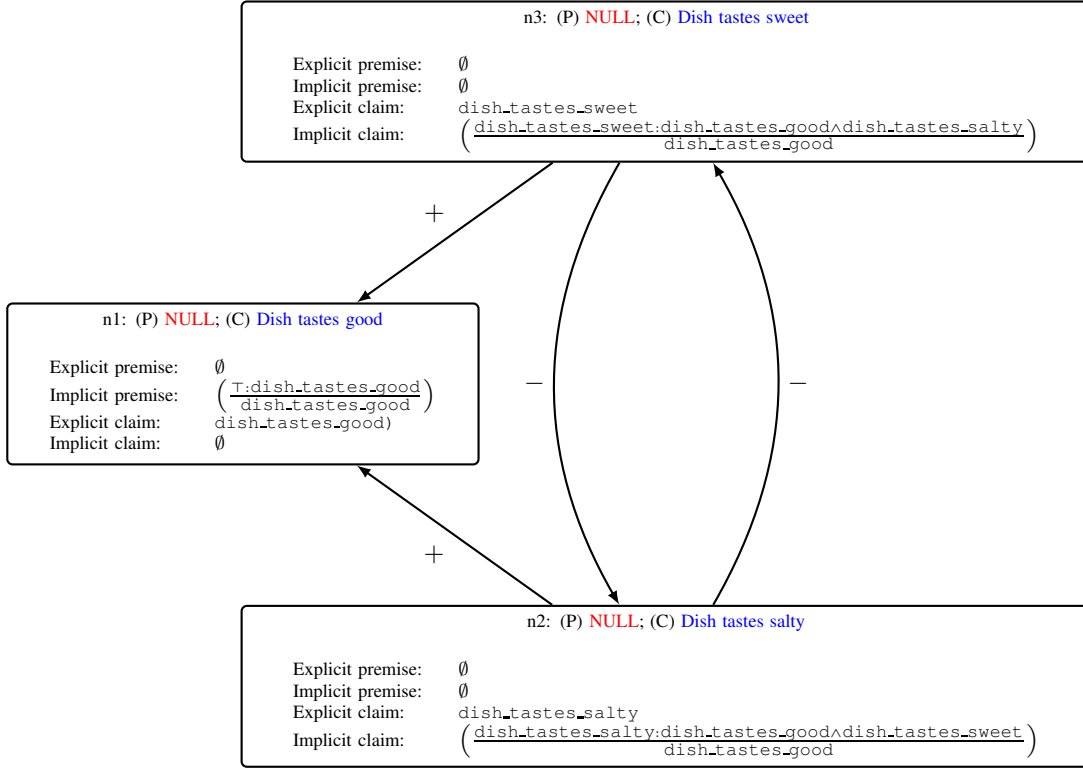 n3: (P) NULL; (C) Dish tastes sweet
Explicit premise: ∅
Implicit premise: ∅
Explicit claim: dish_tastes_sweet
Implicit claim: (dish_tastes_sweet:dish_tastes_good∧dish_tastes_salty
dish_tastes_good)
+
n1: (P) NULL; (C) Dish tastes good
Explicit premise: ∅
Implicit premise: (⊤:dish_tastes_good
dish_tastes_good)
Explicit claim: dish_tastes_good)
Implicit claim: ∅
− −
+
n2: (P) NULL; (C) Dish tastes salty
Explicit premise: ∅
Implicit premise: ∅
Explicit claim: dish_tastes_salty
Implicit claim: (dish_tastes_salty:dish_tastes_good∧dish_tastes_sweet
dish_tastes_good)